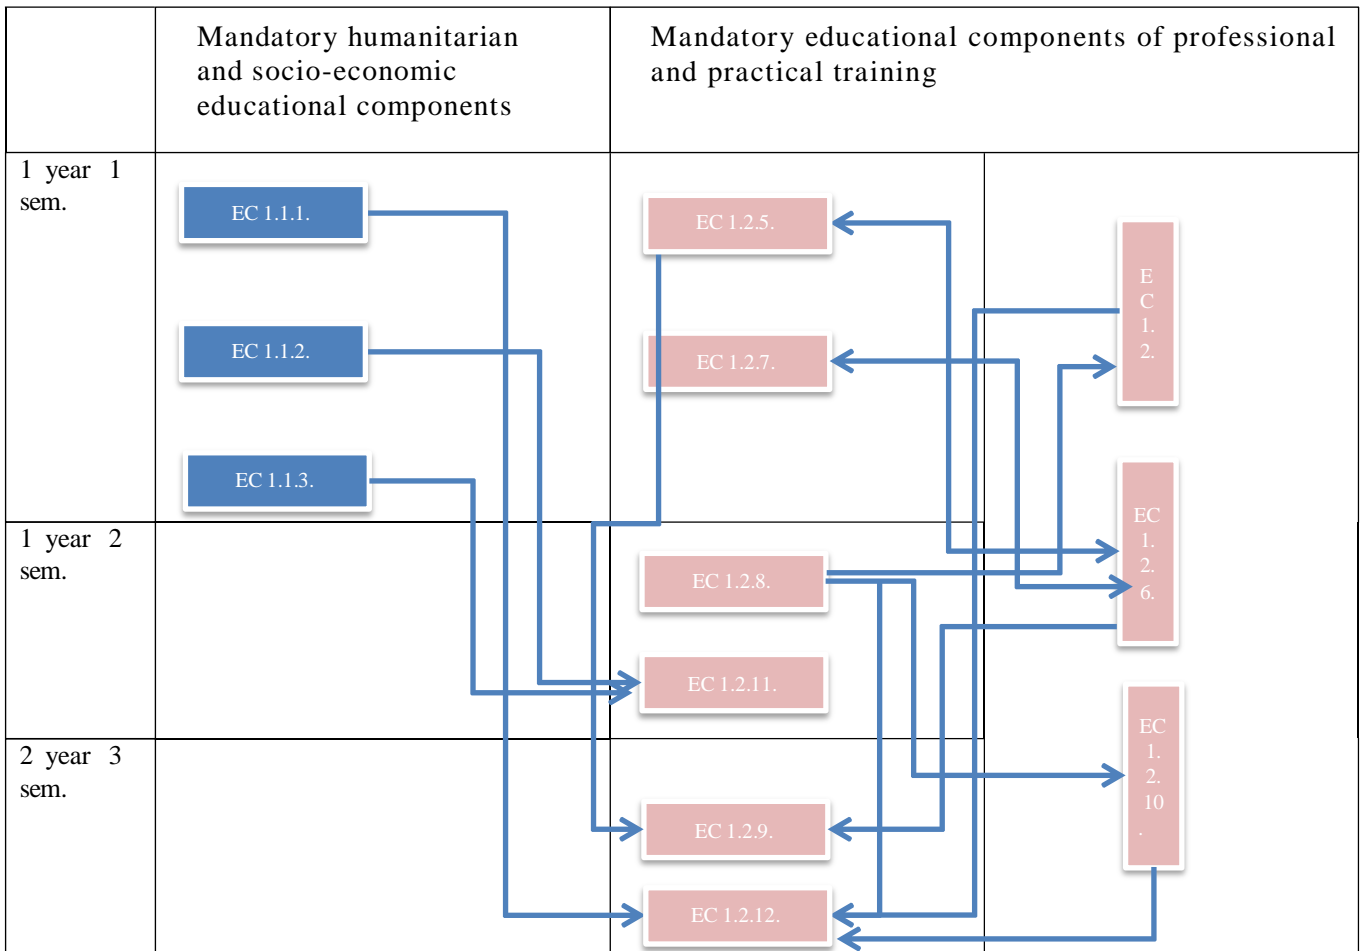 Mandatory humanitarian
and socio-economic
educational components
Mandatory educational components of professional
and practical training
1 year 1
sem.
EC 1.1.1.
EC 1.1.2.
EC 1.1.3.
EC 1.2.5.
EC 1.2.7.
E
C
1.
2.
EC
1.
2.
6.
1 year 2
sem.
EC 1.2.8.
EC 1.2.11.
2 year 3
sem.
EC 1.2.9.
EC 1.2.12.
EC
1.
2.
10
.